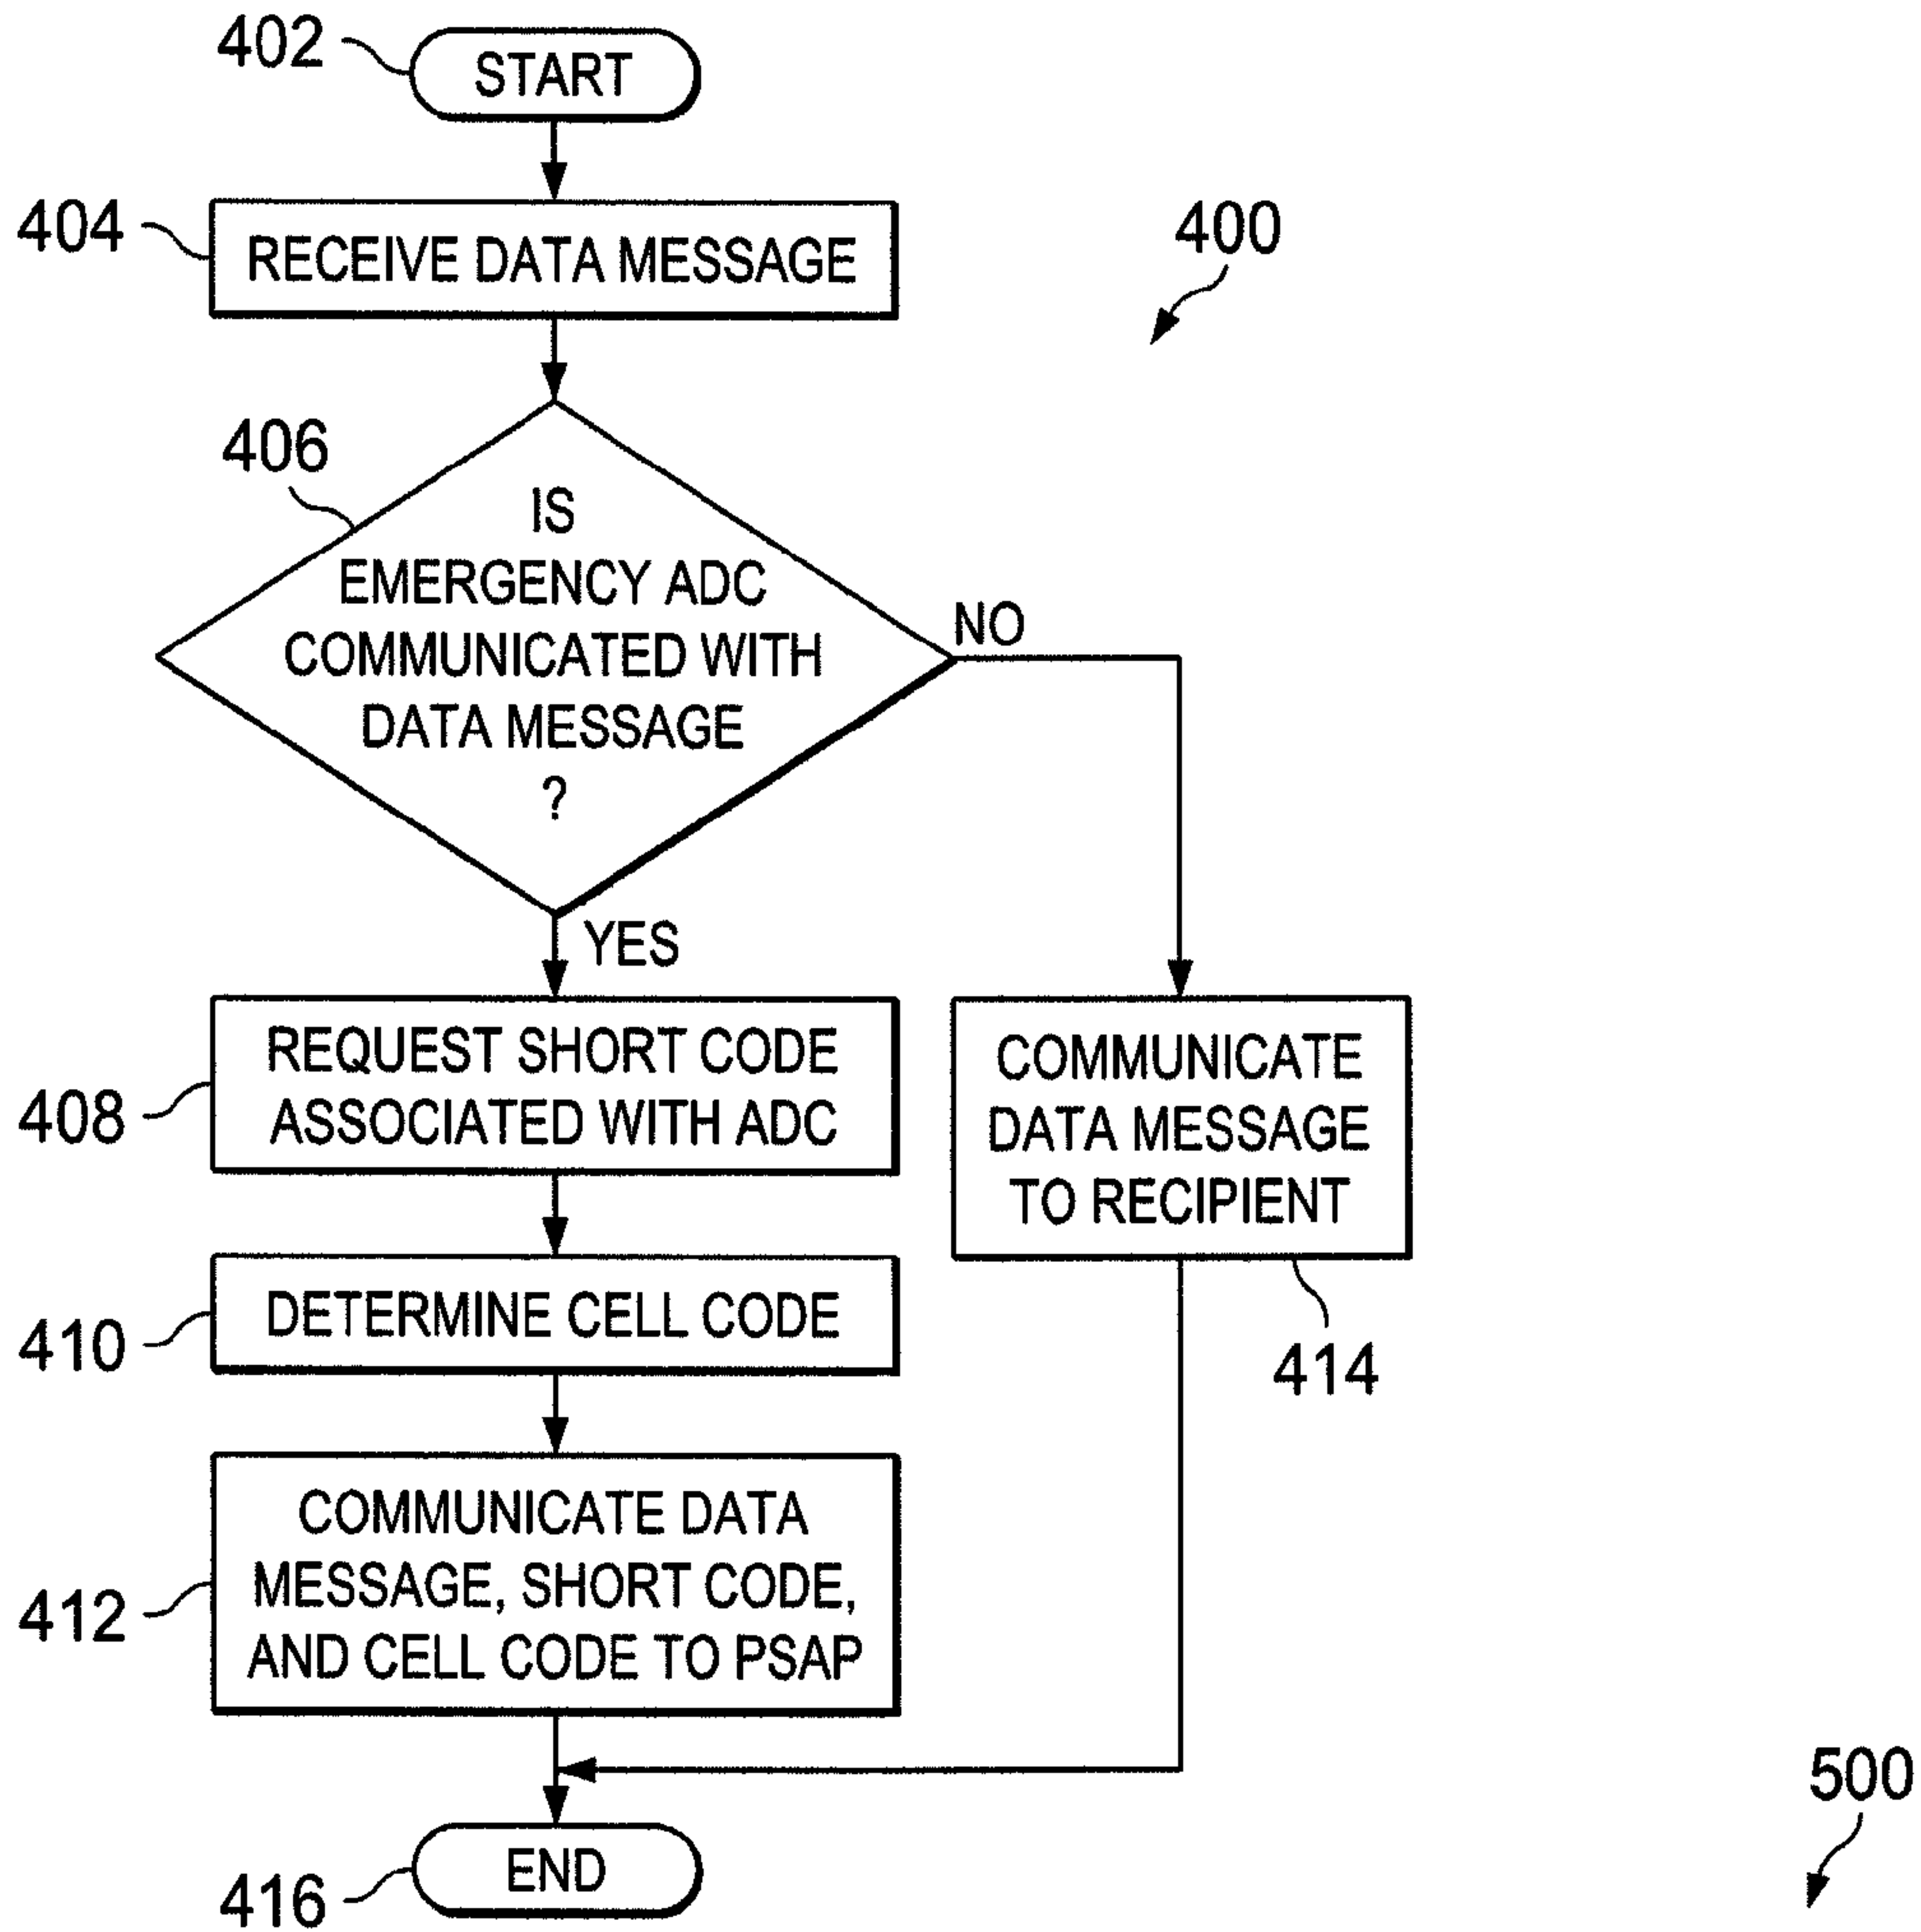 402
START
404
RECEIVE DATA MESSAGE
400
406
IS
EMERGENCY ADC
COMMUNICATED WITH
DATA MESSAGE
?
NO
YES
408
REQUEST SHORT CODE
ASSOCIATED WITH ADC
COMMUNICATE
DATA MESSAGE
TO RECIPIENT
414
410
DETERMINE CELL CODE
412
COMMUNICATE DATA
MESSAGE, SHORT CODE,
AND CELL CODE TO PSAP
416
END
500